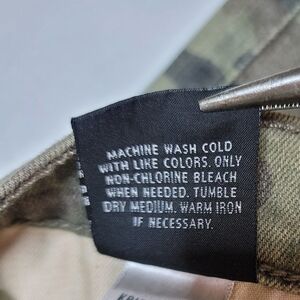 MACHINE WASH COLD
WITH LIKE COLORS. ONLY
NON-CHLORINE BLEACH
WHEN NEEDED. TUMBLE
DRY MEDIUM. WARM IRON
IF NECESSARY.